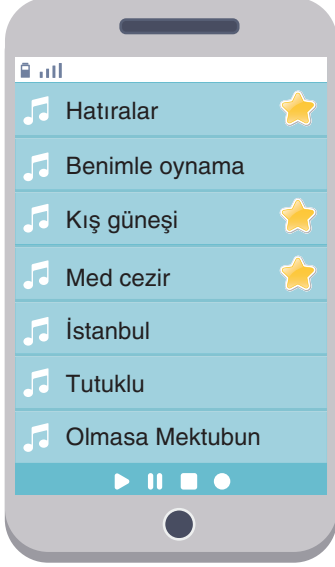 Hatıralar
Benimle oynama
Kış güneşi
Med cezir
İstanbul
Tutuklu
Olmasa Mektubun